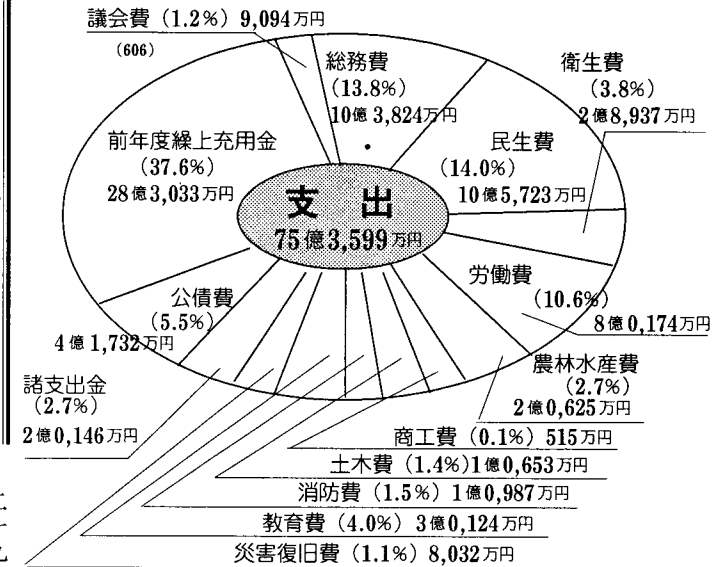 議会費（1.2%）9,094万円
(606)
総務費
(13.8%)
10億3,824万円
衛生費
(3.8%)
2億8,937万円
前年度繰上充用金
(37.6%)
28億3,033万円
民生費
(14.0%)
10億5,723万円
支 出
75億3,599万円
労働費
(10.6%)
8億0,174万円
公債費
(5.5%)
4億1,732万円
農林水産費
(2.7%)
2億0,625万円
諸支出金
(2.7%)
2億0,146万円
商工費（0.1%）515万円
土木費（1.4%)1億0,653万円
消防費（1.5%）1億0,987万円
教育費（4.0%）3億0,124万円
災害復旧費（1.1%）8,032万円